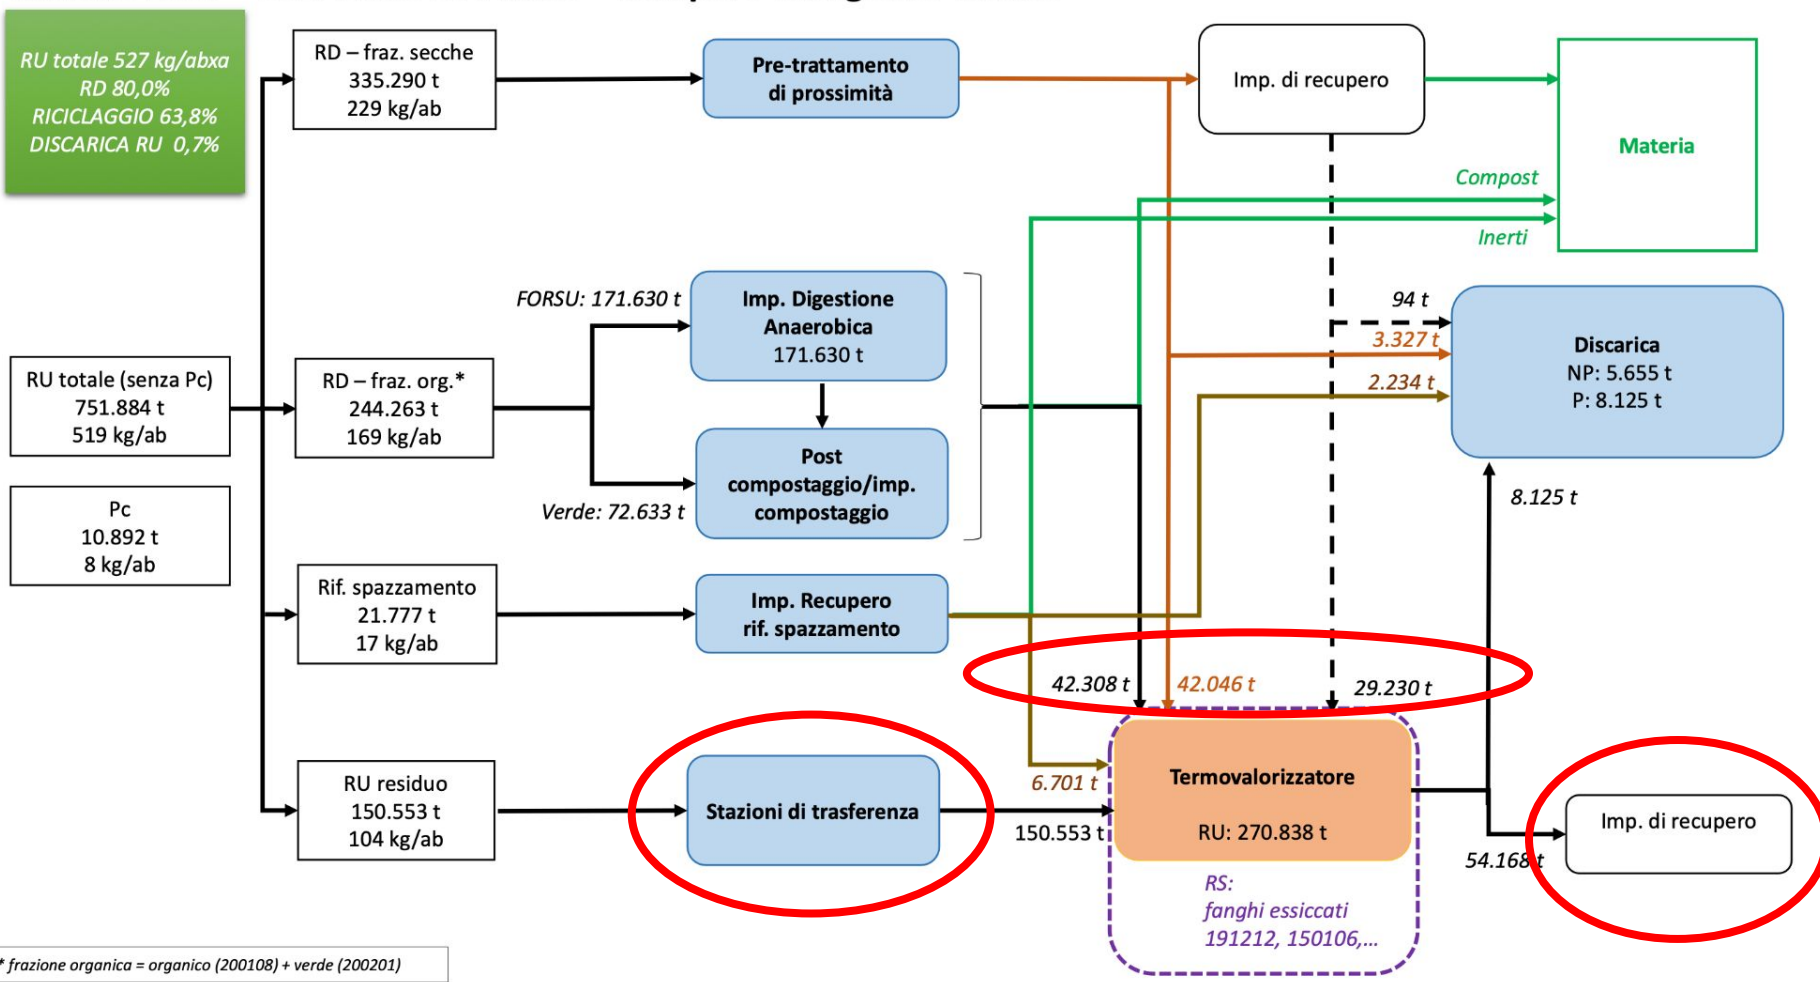 RU totale 527 kg/abxa
RD 80,0%
RICICLAGGIO 63,8%
DISCARICA RU 0,7%
RD – fraz. secche
335.290 t
229 kg/ab
Pre-trattamento
di prossimità
Imp. di recupero
Materia
Compost
Inerti
FORSU: 171.630 t
Imp. Digestione
Anaerobica
171.630 t
94 t
3.327 t
2.234 t
Discarica
NP: 5.655 t
P: 8.125 t
RU totale (senza Pc)
751.884 t
519 kg/ab
RD – fraz. org.*
244.263 t
169 kg/ab
Post
compostaggio/imp.
compostaggio
Verde: 72.633 t
8.125 t
Pc
10.892 t
8 kg/ab
Rif. spazzamento
21.777 t
17 kg/ab
Imp. Recupero
rif. spazzamento
42.308 t
42.046 t
29.230 t
RU residuo
150.553 t
104 kg/ab
Stazioni di trasferenza
6.701 t
150.553 t
Termovalorizzatore
RU: 270.838 t
Imp. di recupero
54.168 t
RS:
fanghi essiccati
191212, 150106,...
* frazione organica = organico (200108) + verde (200201)